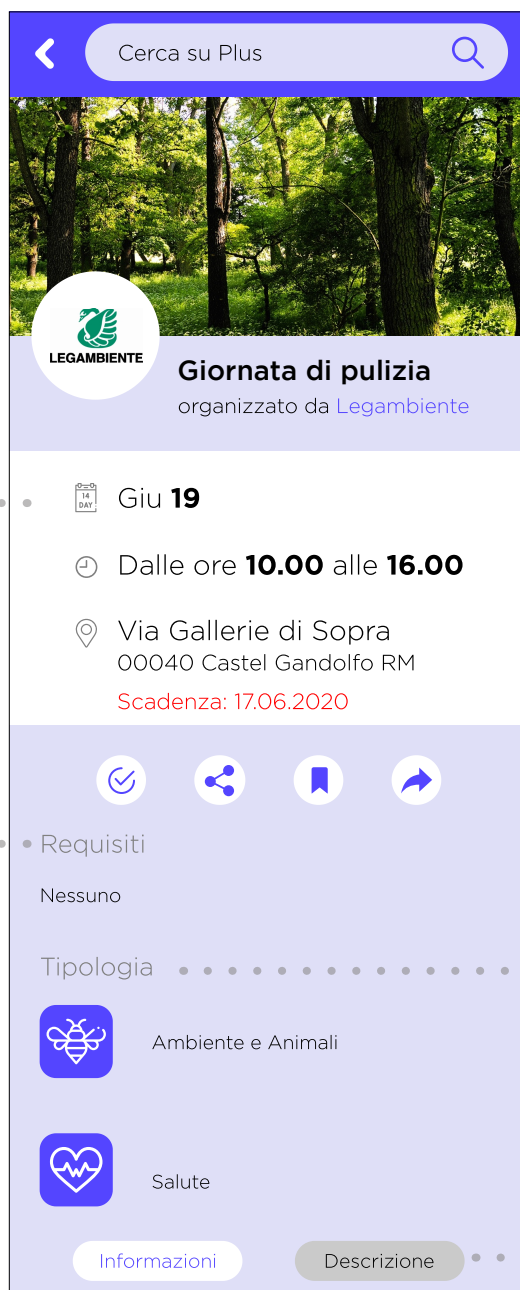 Cerca su Plus
LEGAMBIENTE
Giornata di pulizia
organizzato da Legambiente
14
DAY
Giu 19
Dalle ore 10.00 alle 16.00
Via Gallerie di Sopra
00040 Castel Gandolfo RM
Scadenza: 17.06.2020
Requisiti
Nessuno
Tipologia
Ambiente e Animali
Salute
Informazioni
Descrizione